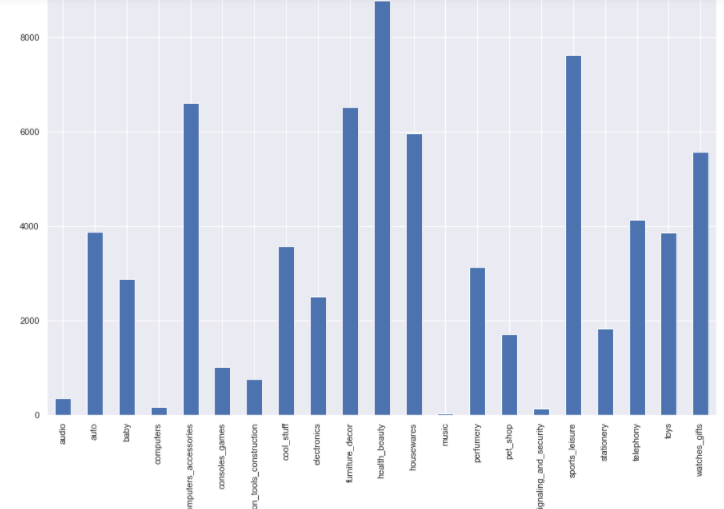 8000
6000
4000
2000
0
audio
auto
baby
computers
mputers_accessories
consoles_games
on_tools_construction
cool_stuff
electronics
furniture_decor
health_beauty
housewares
music
perfumery
pet_shop
ignaling_and_security
sports_leisure
stationery
telephony
toys
watches_gifts